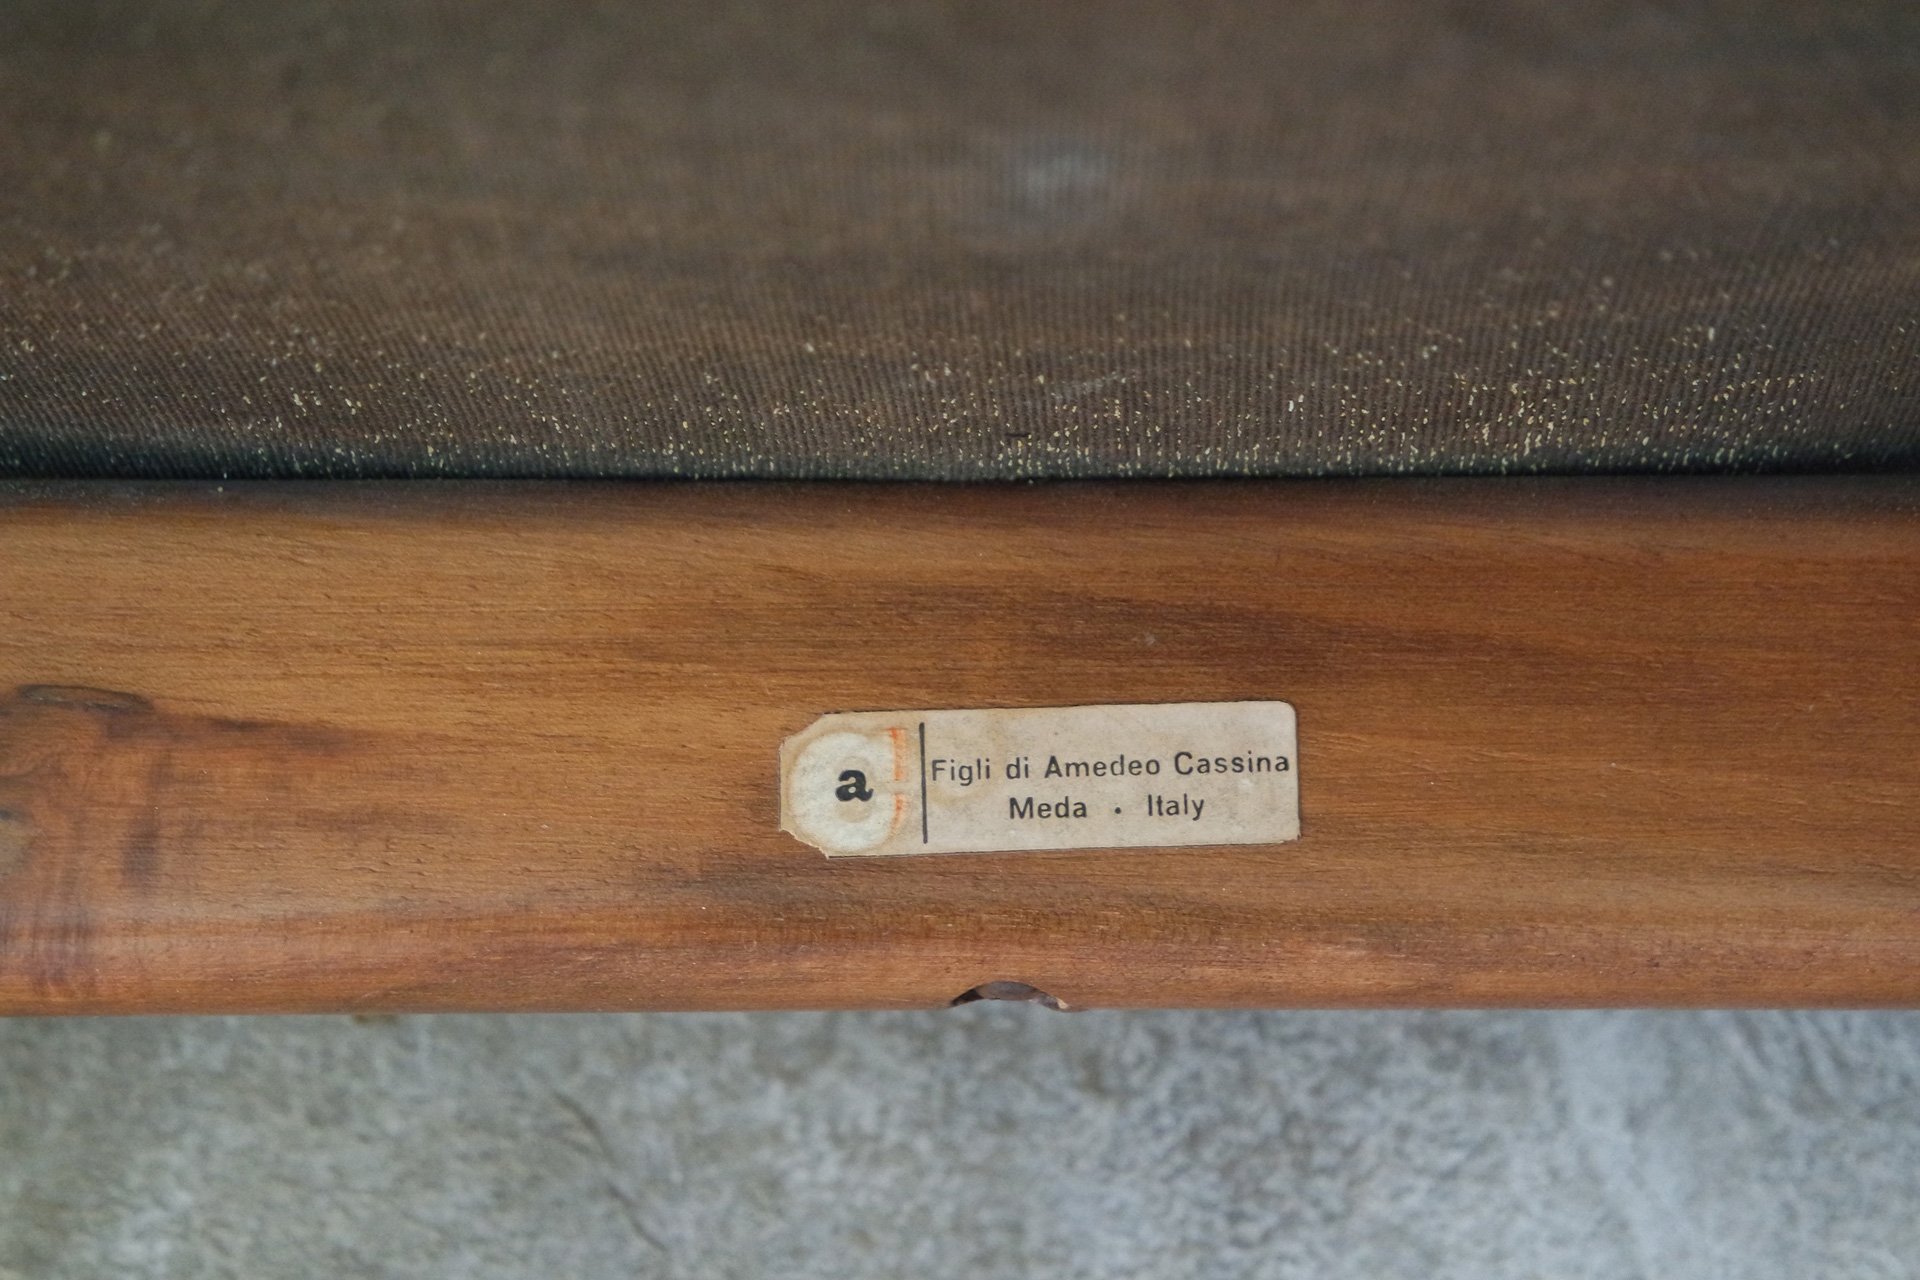 a
Figli di Amedeo Cassina
Meda . Italy